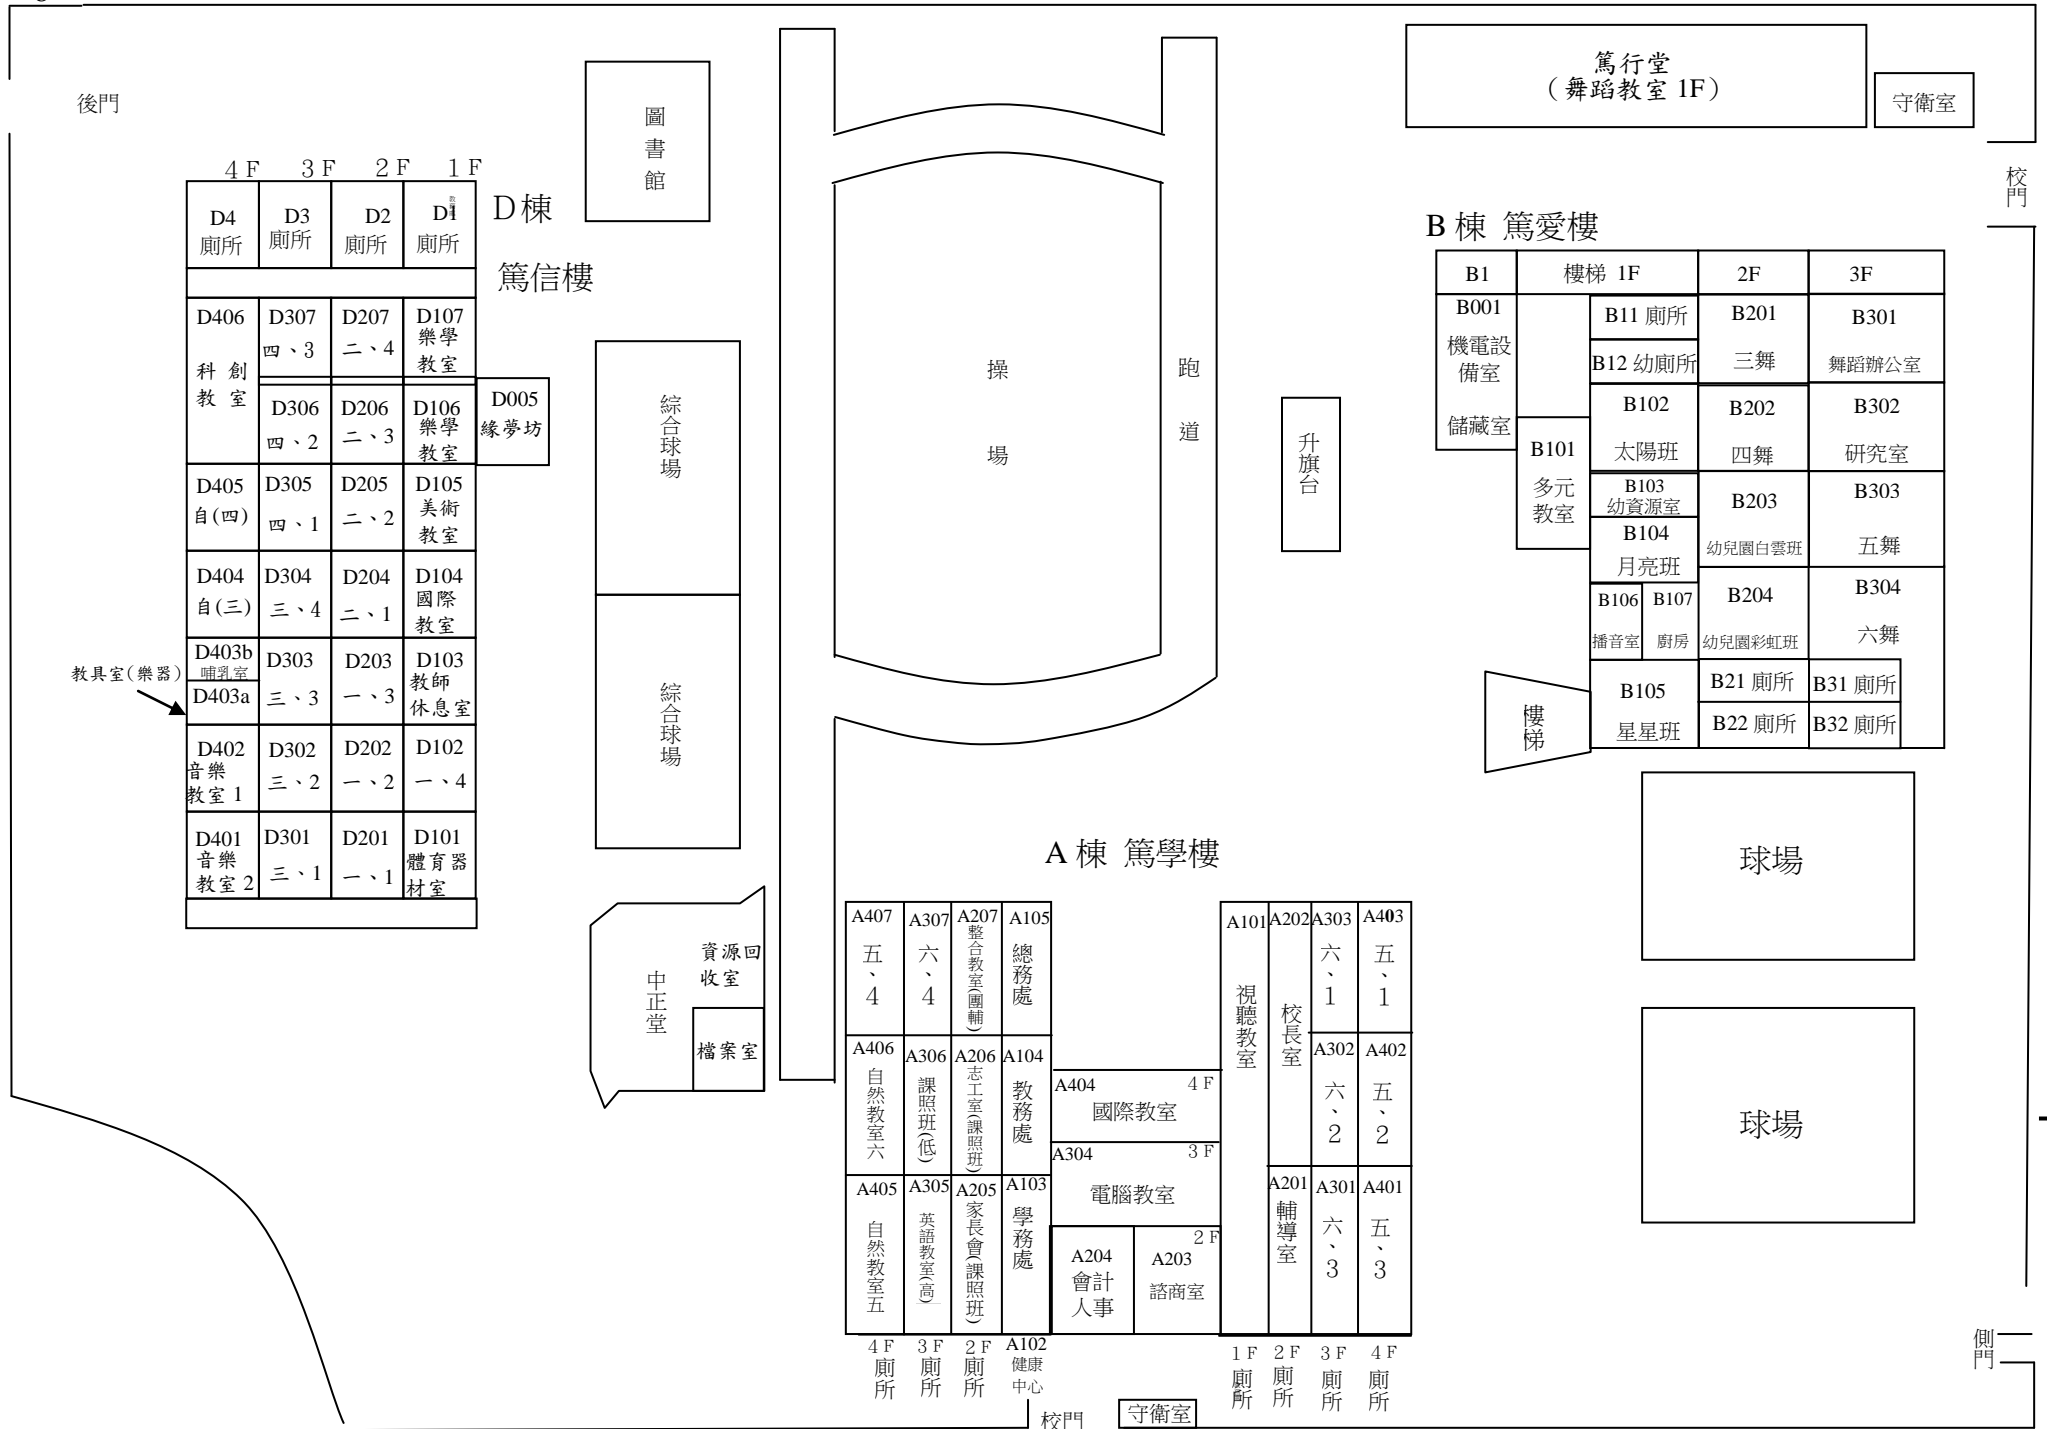 後門
圖書館
篤行堂
（舞蹈教室 1F）
守衛室
校門
4 F
3 F
2 F
1 F
D棟
篤信樓
D4
廁所
D3
廁所
D2
廁所
D1
廁所
D406
科 創
教 室
D307
四、3
D207
二、4
D107
樂學
教室
D306
四、2
D206
二、3
D106
樂學
教室
D005
緣夢坊
D405
自(四)
D305
四、1
D205
二、2
D105
美術
教室
D404
自(三)
D304
三、4
D204
二、1
D104
國際
教室
教具室(樂器)
D403b
哺乳室
D403a
D303
三、3
D203
一、3
D103
教師
休息室
D402
音樂
教室 1
D302
三、2
D202
一、2
D102
一、4
D401
音樂
教室 2
D301
三、1
D201
一、1
D101
體育器
材室
綜合球場
綜合球場
操場
跑道
升旗台
B 棟 篤愛樓
B1
樓梯 1F
2F
3F
B001
機電設
備室
儲藏室
B101
多元
教室
B11 廁所
B12 幼廁所
B102
太陽班
B103
幼資源室
B104
月亮班
B106
播音室
B107
廚房
B105
星星班
B201
三舞
B202
四舞
B203
幼兒園白雲班
B204
幼兒園彩虹班
B21 廁所
B22 廁所
B301
舞蹈辦公室
B302
研究室
B303
五舞
B304
六舞
B31 廁所
B32 廁所
樓梯
球場
球場
中正堂
資源回
收室
檔案室
A 棟 篤學樓
A407
五、4
A307
六、4
A207
整合教室(團輔)
A105
總務處
A406
自然教室六
A306
課照班(低)
A206
志工室(課照班)
A104
教務處
A405
自然教室五
A305
英語教室(高)
A205
家長會(課照班)
A103
學務處
A404
4 F
國際教室
A304
3 F
電腦教室
2 F
A204
會計
人事
A203
諮商室
A101
視聽教室
A202
校長室
A303
六、1
A403
五、1
A302
六、2
A402
五、2
A201
輔導室
A301
六、3
A401
五、3
4 F
廁所
3 F
廁所
2 F
廁所
A102
健康
中心
1 F
廁所
2 F
廁所
3 F
廁所
4 F
廁所
校門
守衛室
側門